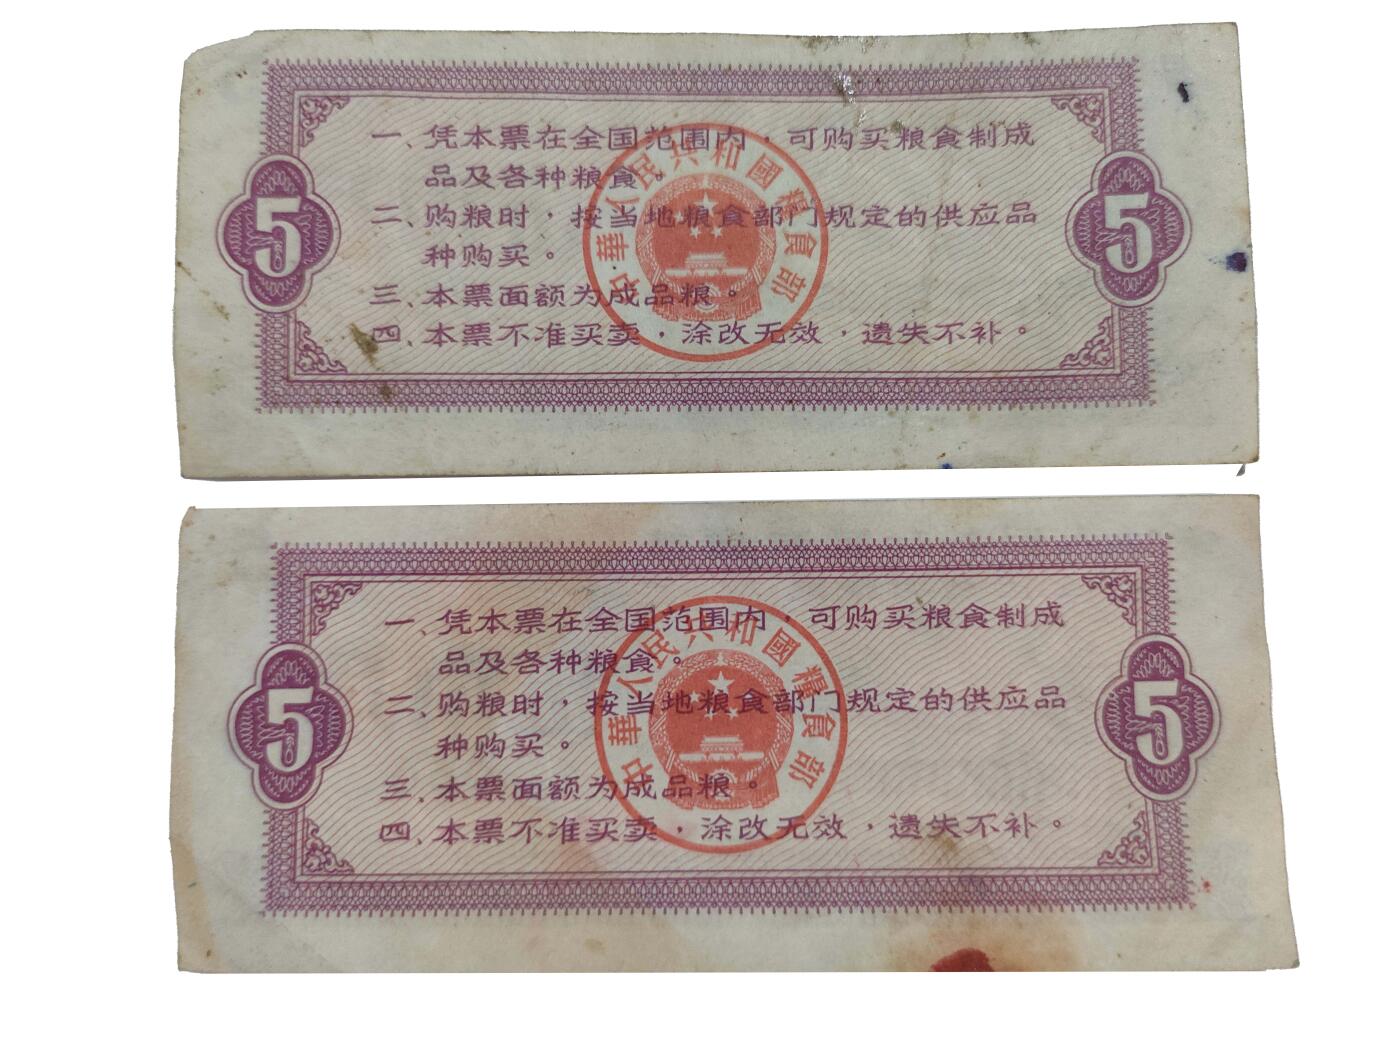 一、凭本票在全国范围内，可购买粮食制成
品及各种粮食。
二、购粮时，按当地粮食部门规定的供应品
种购买。
三、本票面额为成品粮。
四、本票不准买卖，涂改无效，遗失不补。
5
5
中華人民共和國糧食部
一、凭本票在全国范围内，可购买粮食制成
品及各种粮食。
二、购粮时，按当地粮食部门规定的供应品
种购买。
三、本票面额为成品粮。
四、本票不准买卖，涂改无效，遗失不补。
5
5
中華人民共和國糧食部